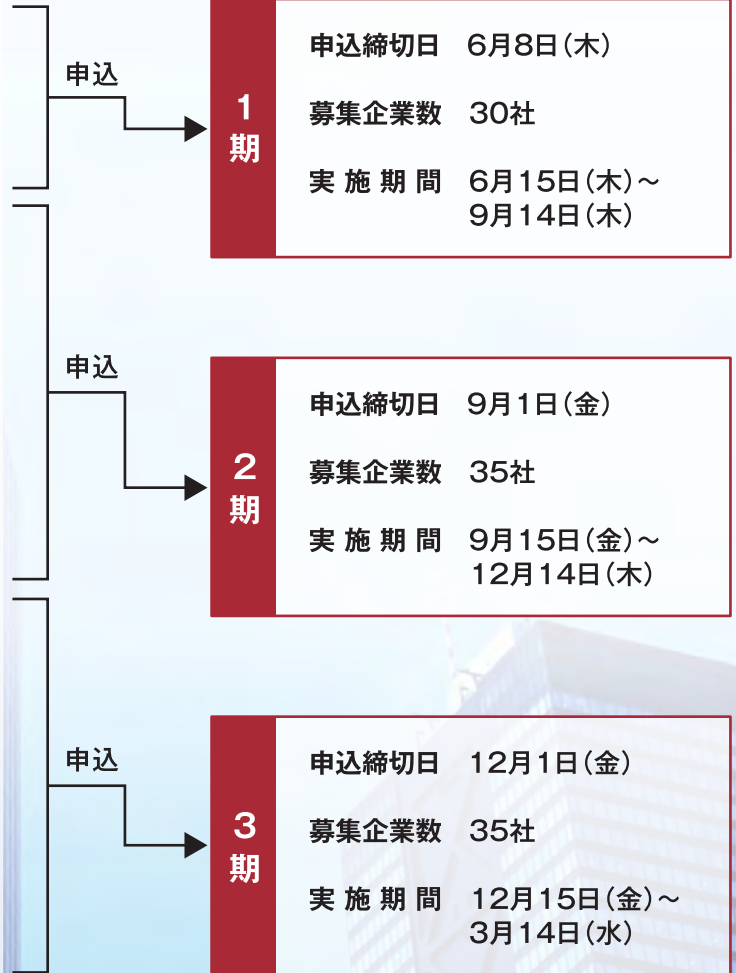 申込
1期
申込締切日 6月8日(木)
募集企業数 30社
実施期間 6月15日(木)~
9月14日(木)
申込
2期
申込締切日 9月1日(金)
募集企業数 35社
実施期間 9月15日(金)~
12月14日(木)
申込
3期
申込締切日 12月1日(金)
募集企業数 35社
実施期間 12月15日(金)~
3月14日(水)